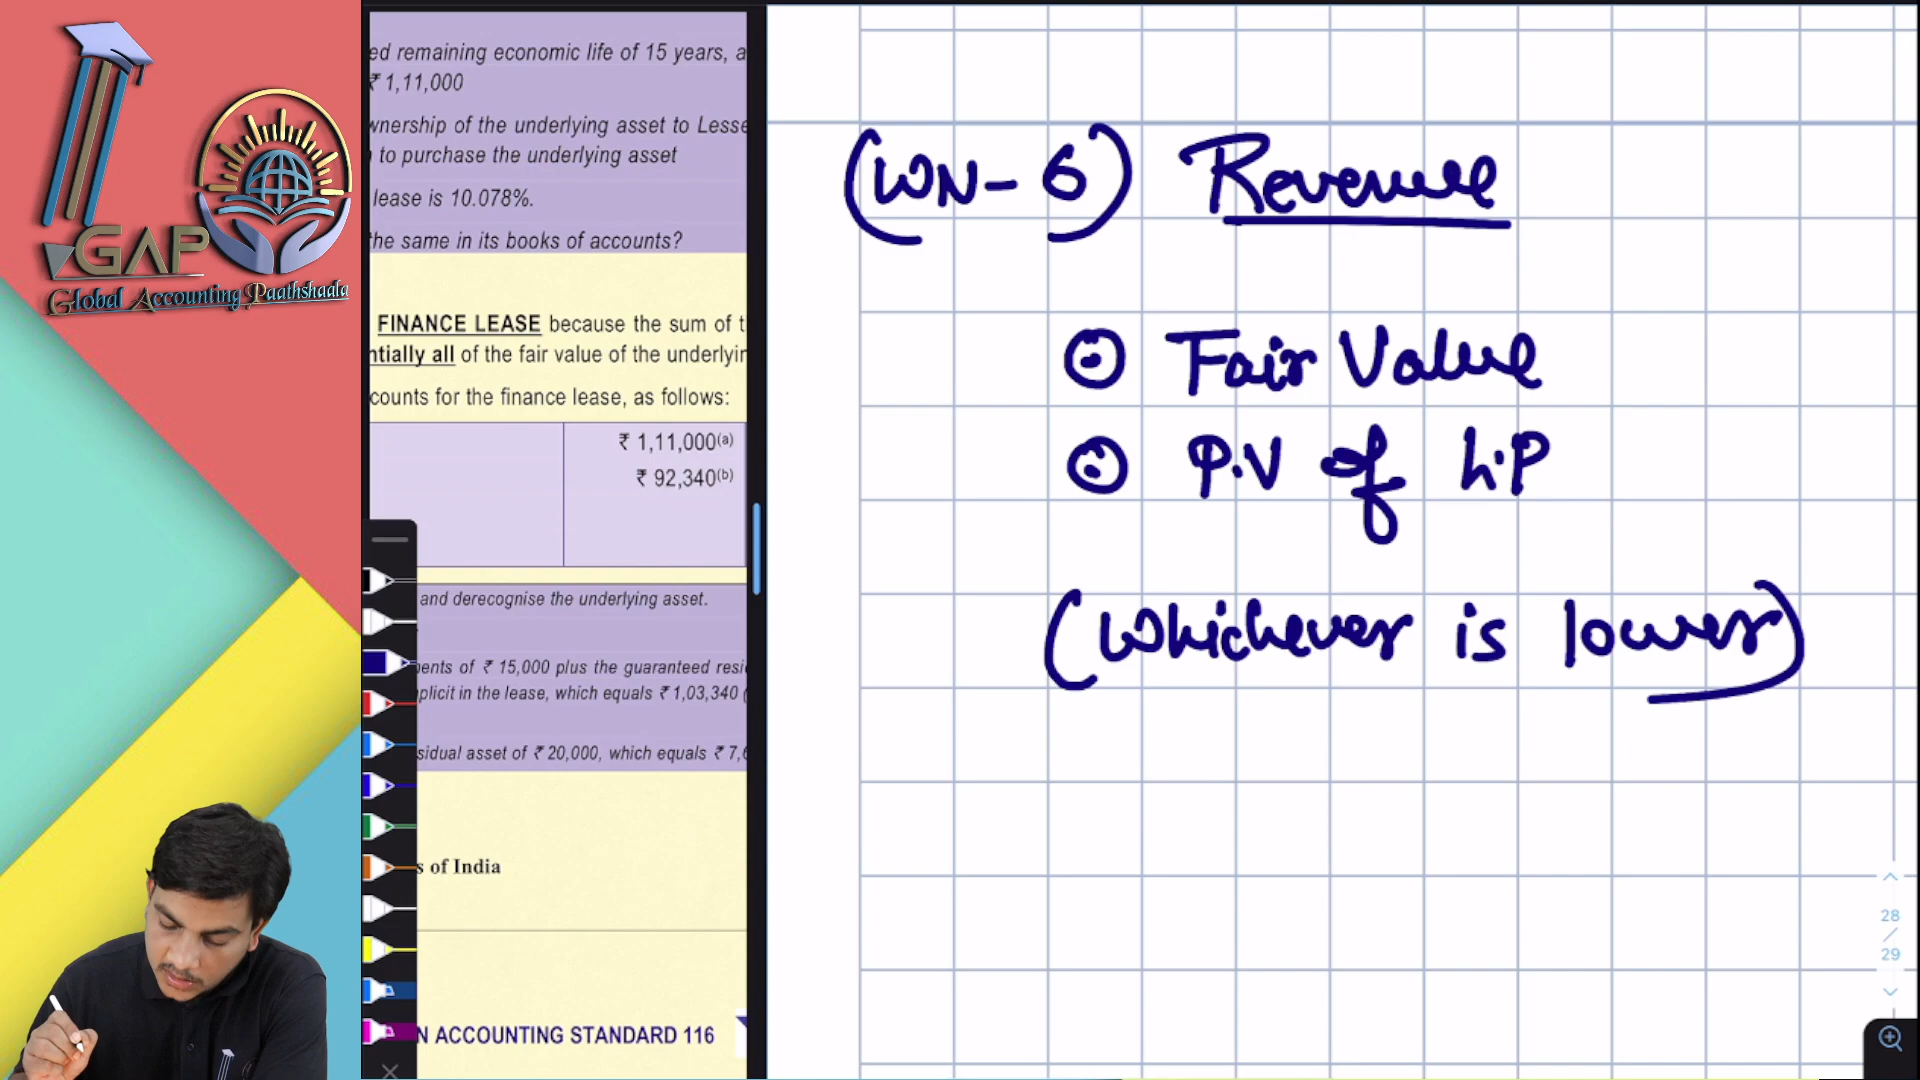 GAP
Global Accounting Paathshaala
ed remaining economic life of 15 years, a
₹ 1,11,000
wnership of the underlying asset to Lesse
to purchase the underlying asset
lease is 10.078%.
the same in its books of accounts?
FINANCE LEASE because the sum of t
ntially all of the fair value of the underlyin
counts for the finance lease, as follows:
₹ 1,11,000(a)
₹ 92,340(b)
and derecognise the underlying asset.
ents of ₹ 15,000 plus the guaranteed resi
plicit in the lease, which equals ₹ 1,03,340 (
sidual asset of ₹ 20,000, which equals ₹ 7,6
s of India
N ACCOUNTING STANDARD 116
(WN-6) Revenue
Fair Value
P.V of L.P
(Whichever is lower)
28
/
29